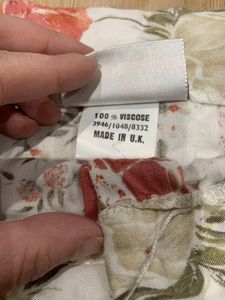 100 % VISCOSE
3946/1048/8332
MADE IN U.K.